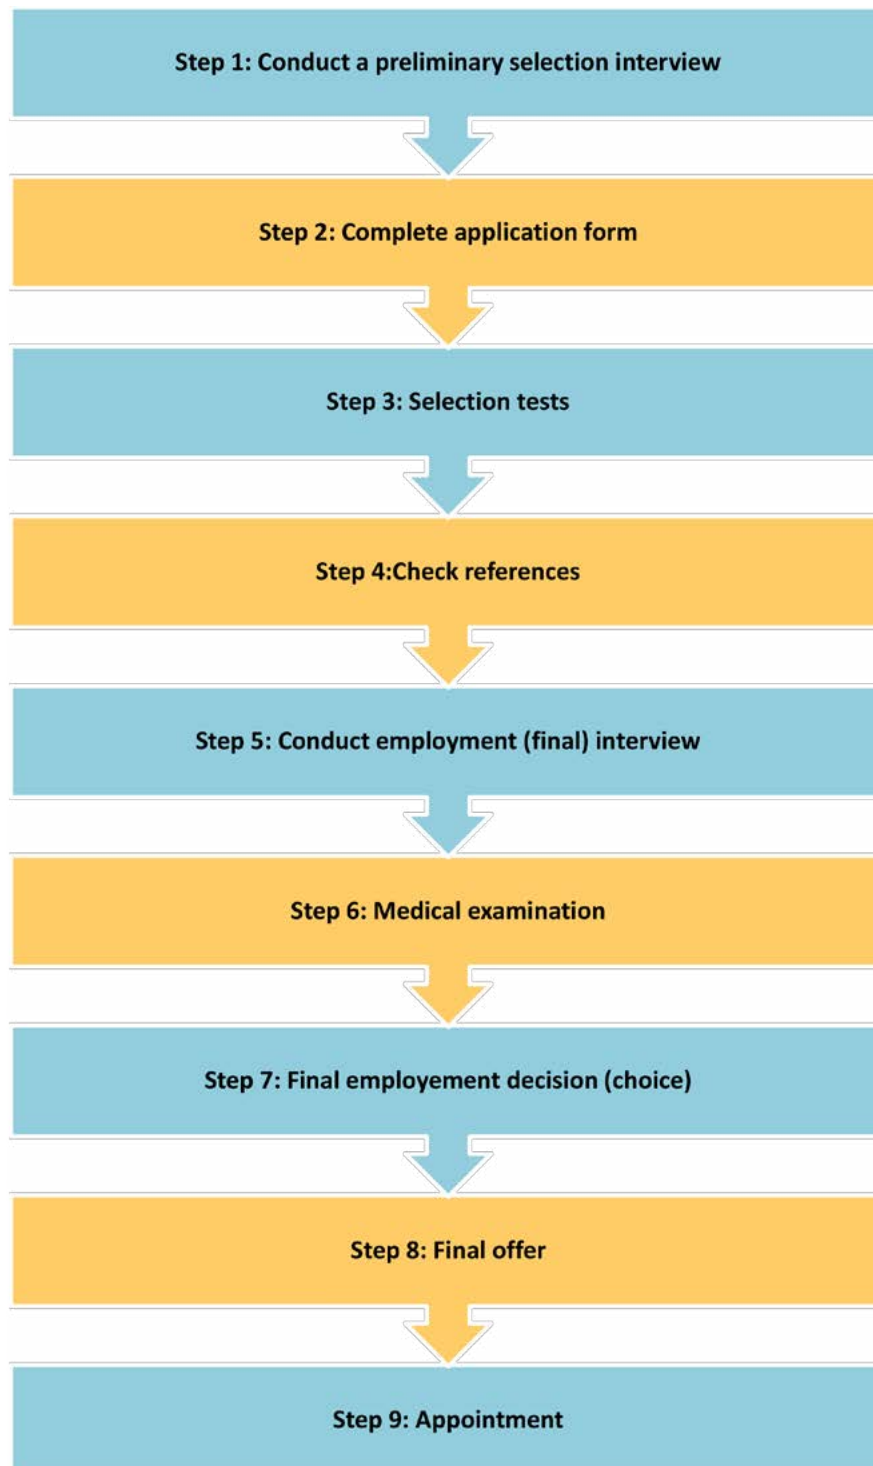 Step 1: Conduct a preliminary selection interview
Step 2: Complete application form
Step 3: Selection tests
Step 4:Check references
Step 5: Conduct employment (final) interview
Step 6: Medical examination
Step 7: Final employement decision (choice)
Step 8: Final offer
Step 9: Appointment